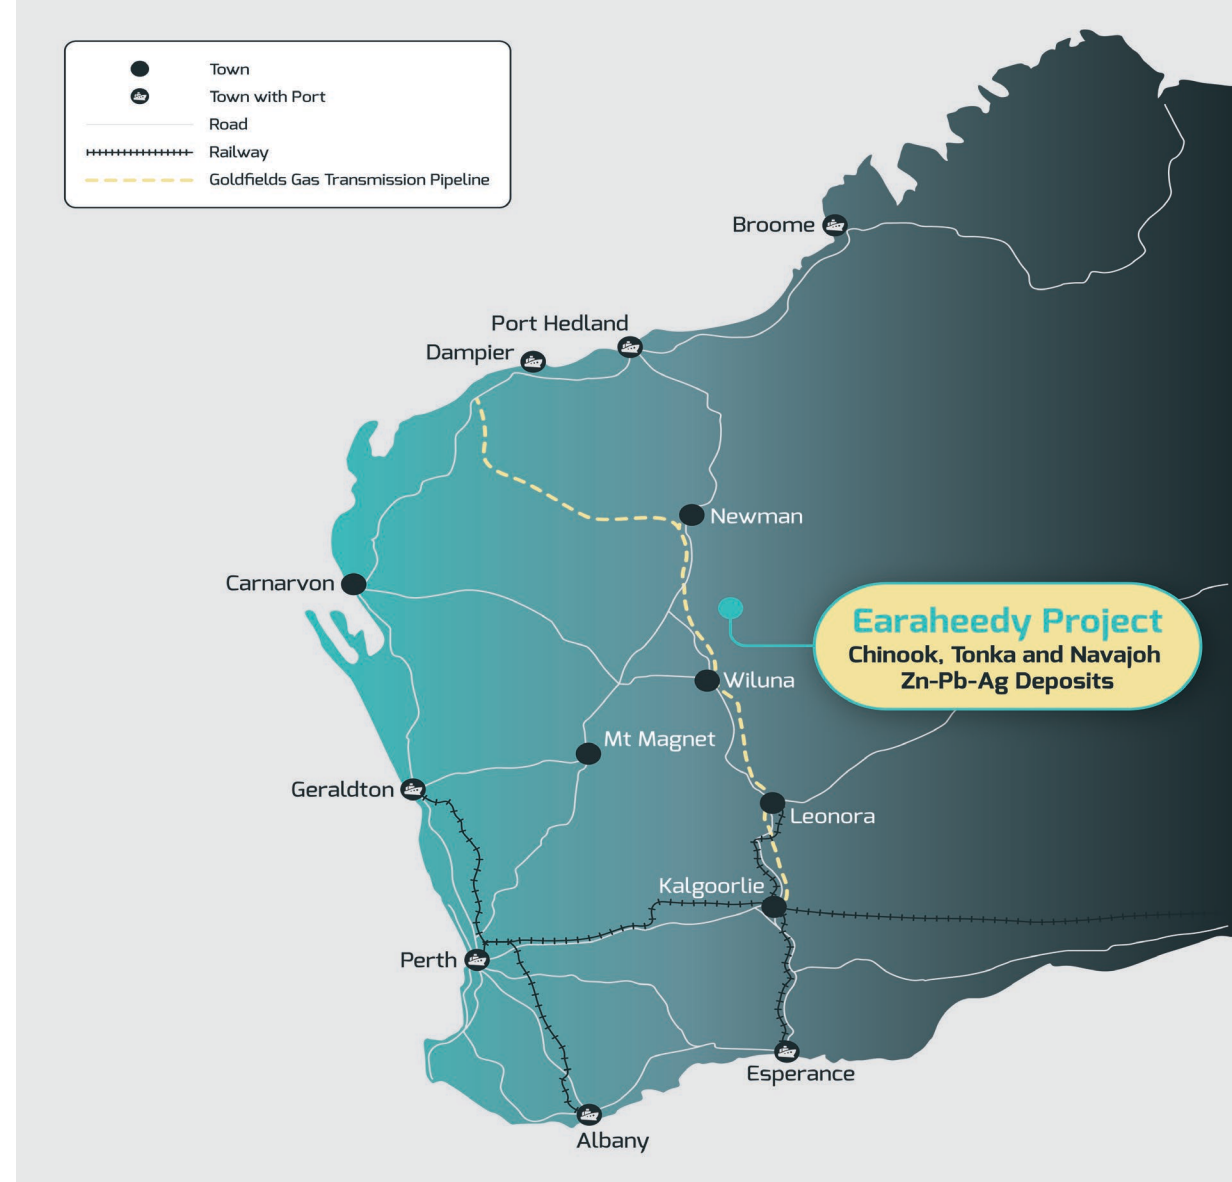 Town
Town with Port
Road
Railway
Goldfields Gas Transmission Pipeline
Broome
Port Hedland
Dampier
Newman
Carnarvon
Earaheedy Project
Chinook, Tonka and Navajoh
Zn-Pb-Ag Deposits
Wiluna
Mt Magnet
Geraldton
Leonora
Kalgoorlie
Perth
Esperance
Albany